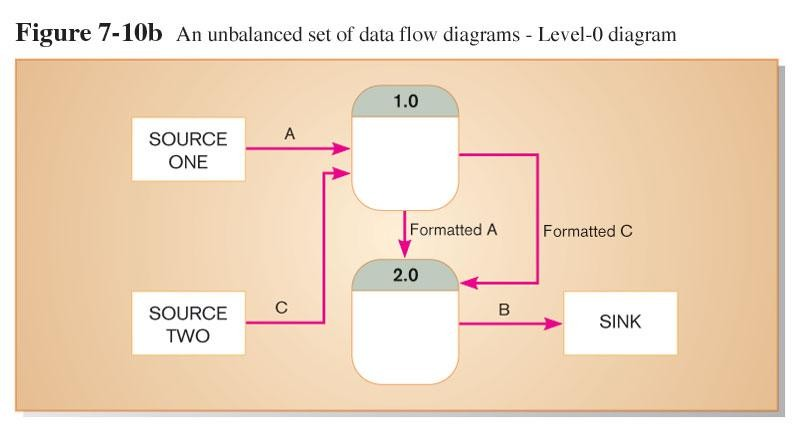 Figure 7-10b An unbalanced set of data flow diagrams - Level-0 diagram
1.0
SOURCE
ONE
A
Formatted A
Formatted C
2.0
SOURCE
TWO
C
B
SINK